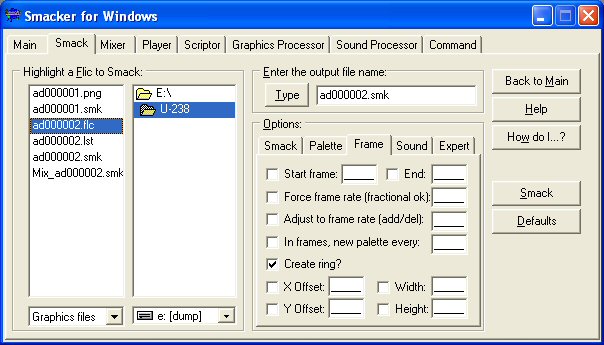 Smacker for Windows
Main Smack Mixer Player Scriptor Graphics Processor Sound Processor Command
Highlight a Flic to Smack:
ad000001.png
ad000001.smk
ad000002.flc
ad000002.lst
ad000002.smk
Mix_ad000002.smk
Graphics files
E:\
U-238
e: [dump]
Enter the output file name:
Type ad000002.smk
Options:
Smack Palette Frame Sound Expert
Start frame: End:
Force frame rate (fractional ok):
Adjust to frame rate (add/del):
In frames, new palette every:
Create ring?
X Offset: Width:
Y Offset: Height:
Back to Main
Help
How do I...?
Smack
Defaults